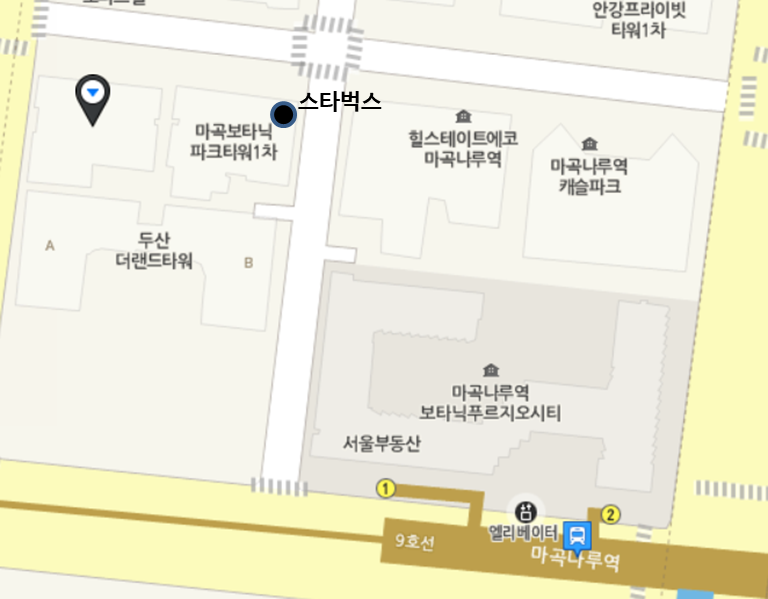 안강프라이빗
타워1차
스타벅스
마곡보타닉
파크타워1차
힐스테이트에코
마곡나루역
마곡나루역
캐슬파크
두산
더랜드타워
A
B
마곡나루역
보타닉푸르지오시티
서울부동산
1
2
엘리베이터
9호선
마곡나루역